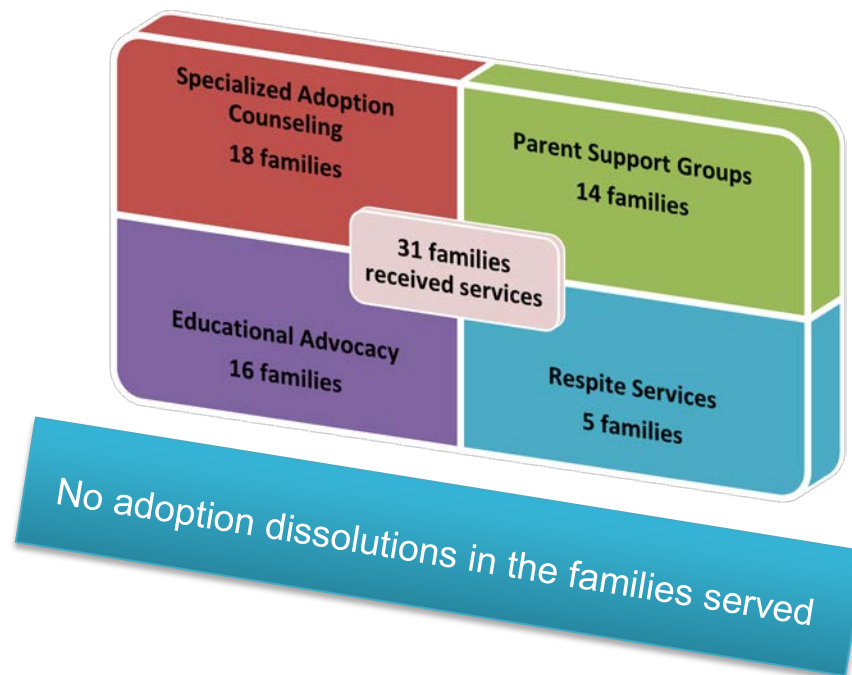 Specialized Adoption
Counseling
18 families
Parent Support Groups
14 families
31 families
received services
Educational Advocacy
16 families
Respite Services
5 families
No adoption dissolutions in the families served